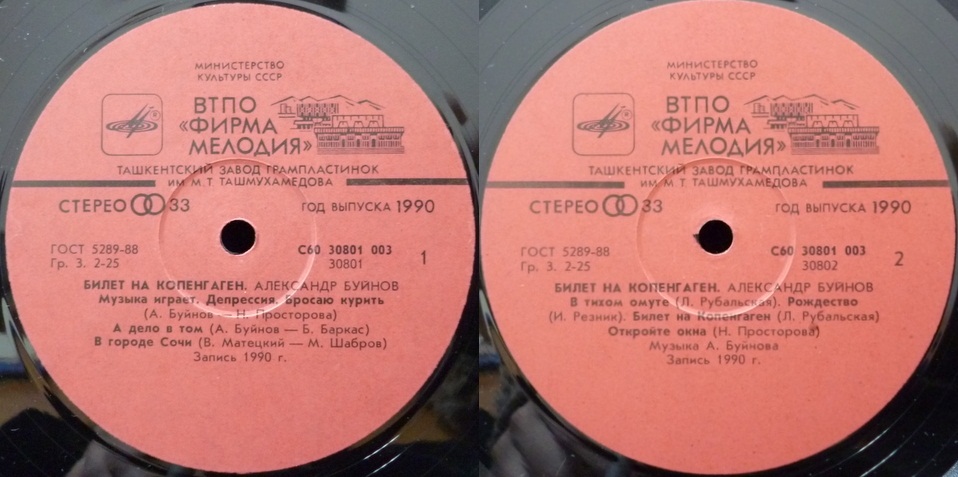 МИНИСТЕРСТВО
КУЛЬТУРЫ СССР
ВТПО
«ФИРМА
МЕЛОДИЯ»
ТАШКЕНТСКИЙ ЗАВОД ГРАМПЛАСТИНОК
ИМ М Т ТАШМУХАМЕДОВА
СТЕРЕО 33
ГОД ВЫПУСКА 1990
ГОСТ 5289-88
Гр. 3. 2-25
С60 30801 003
30801
1
БИЛЕТ НА КОПЕНГАГЕН. АЛЕКСАНДР БУЙНОВ
Музыка играет. Депрессия. Бросаю курить
(А. Буйнов — Н. Просторова)
А дело в том (А. Буйнов — Б. Баркас)
В городе Сочи (В. Матецкий — М. Шабров)
Запись 1990 г.
МИНИСТЕРСТВО
КУЛЬТУРЫ СССР
ВТПО
«ФИРМА
МЕЛОДИЯ»
ТАШКЕНТСКИЙ ЗАВОД ГРАМПЛАСТИНОК
ИМ М Т ТАШМУХАМЕДОВА
СТЕРЕО 33
ГОД ВЫПУСКА 1990
ГОСТ 5289-88
Гр. 3. 2-25
С60 30801 003
30802
2
БИЛЕТ НА КОПЕНГАГЕН. АЛЕКСАНДР БУЙНОВ
В тихом омуте (Л. Рубальская). Рождество
(И. Резник). Билет на Копенгаген (Л. Рубальская)
Откройте окна (Н. Просторова)
Музыка А. Буйнова
Запись 1990 г.